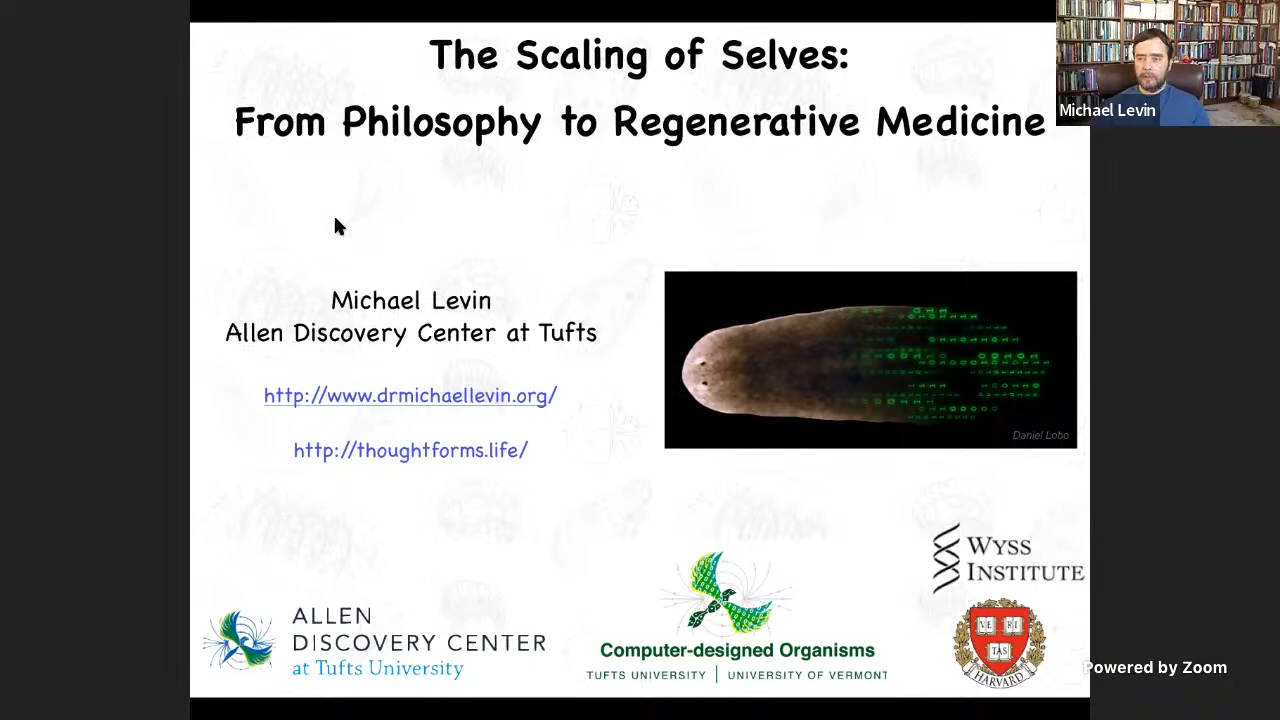 The Scaling of Selves:
From Philosophy to Regenerative Medicine
Michael Levin
Michael Levin
Allen Discovery Center at Tufts
http://www.drmichaellevin.org/
http://thoughtforms.life/
Daniel Lobo
WYSS
INSTITUTE
ALLEN
DISCOVERY CENTER
at Tufts University
Computer-designed Organisms
TUFTS UNIVERSITY | UNIVERSITY OF VERMONT
VE RI
TAS
HARVARD
Powered by Zoom